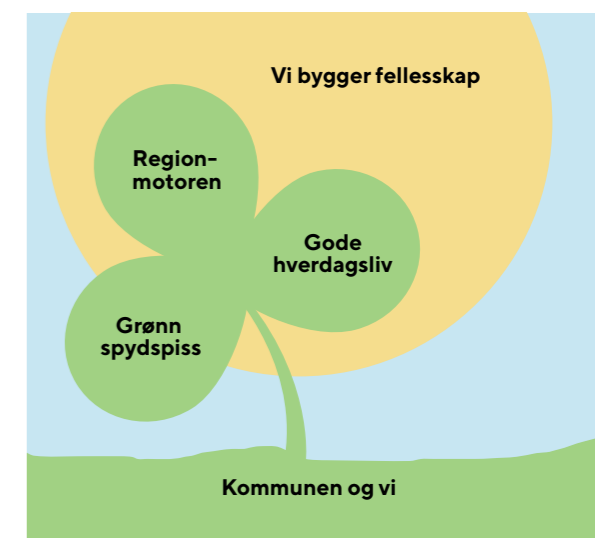 Vi bygger fellesskap
Region-
motoren
Gode
hverdagsliv
Grønn
spydspiss
Kommunen og vi